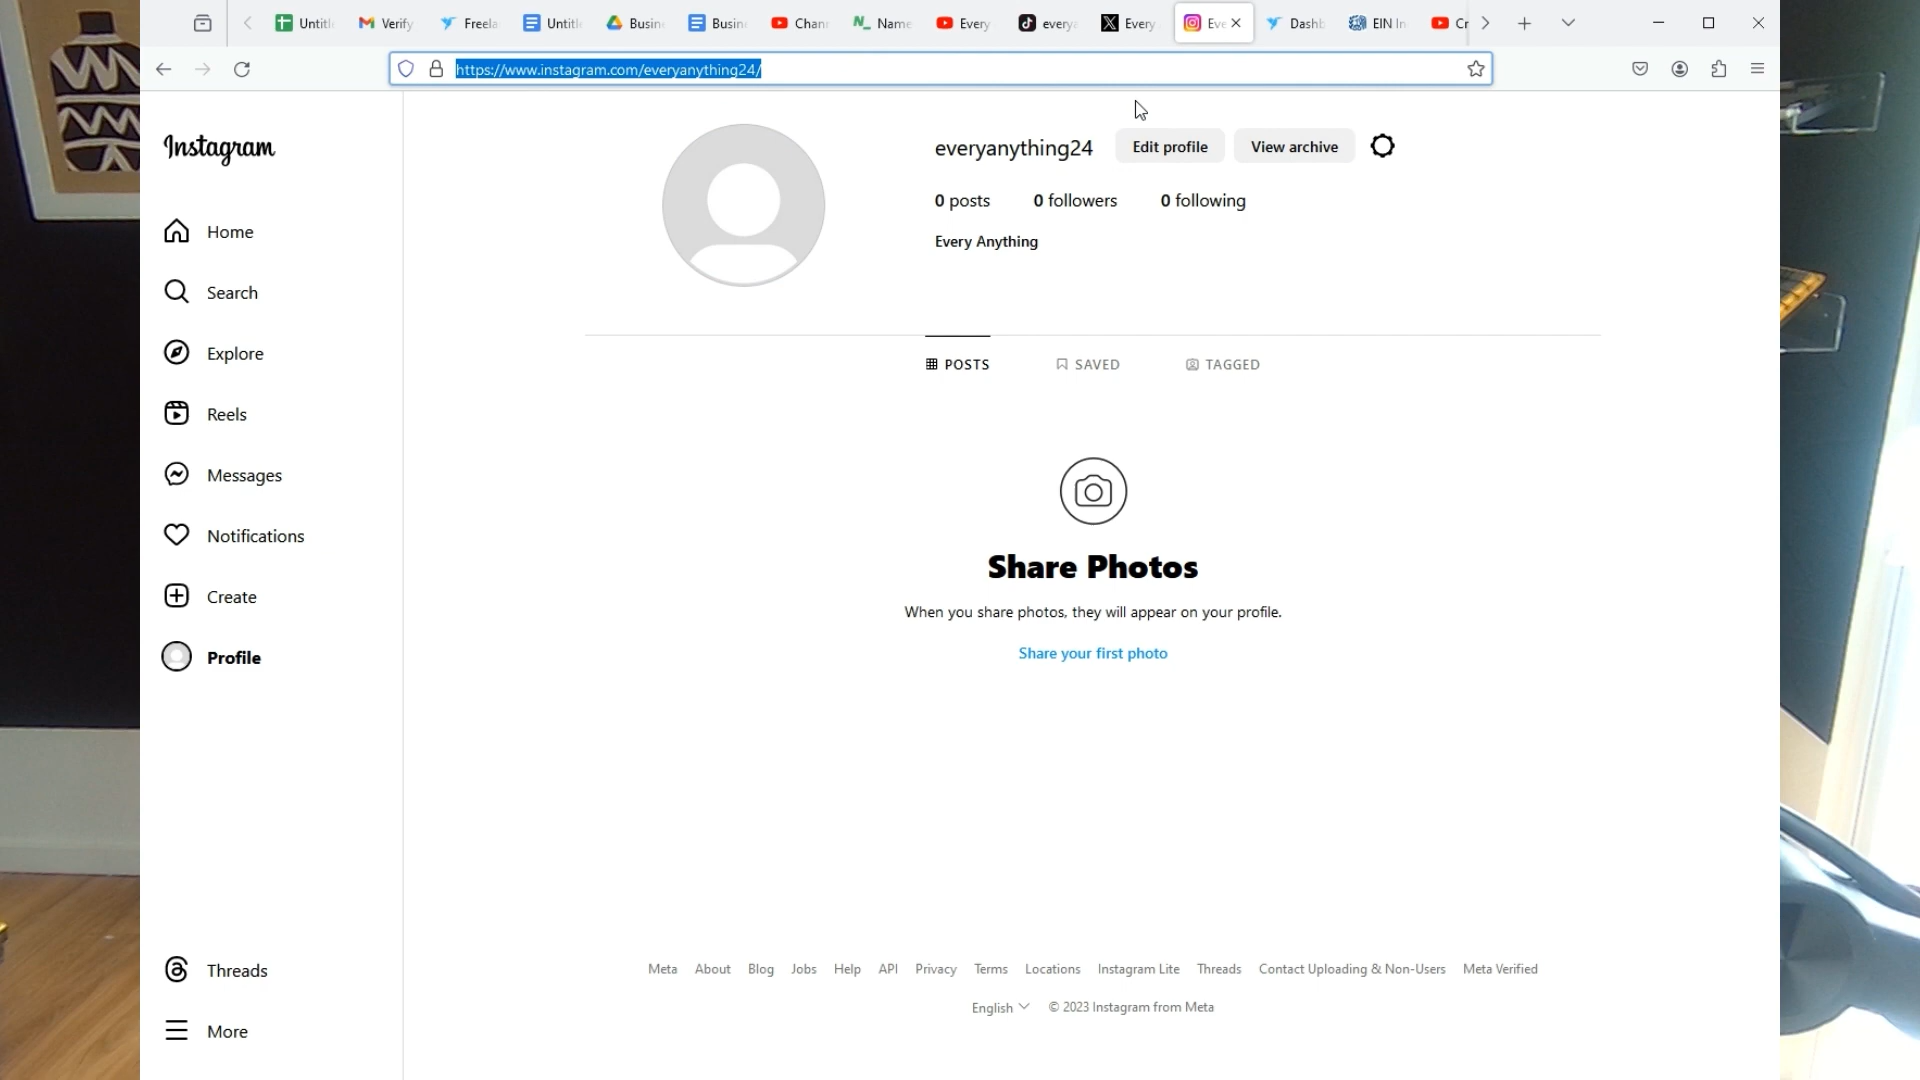 Untitl
Verify
Freela
Untitl
Busin
Busin
Chan
Name
Every
every
Every
Eve
Dashb
EIN In
Cr
https://www.instagram.com/everyanything24/
Instagram
everyanything24
Edit profile
View archive
0 posts
0 followers
0 following
Every Anything
Home
Search
Explore
Reels
Messages
Notifications
Create
Profile
POSTS
SAVED
TAGGED
Share Photos
When you share photos, they will appear on your profile.
Share your first photo
Threads
More
Meta About Blog Jobs Help API Privacy Terms Locations Instagram Lite Threads Contact Uploading & Non-Users Meta Verified
English © 2023 Instagram from Meta